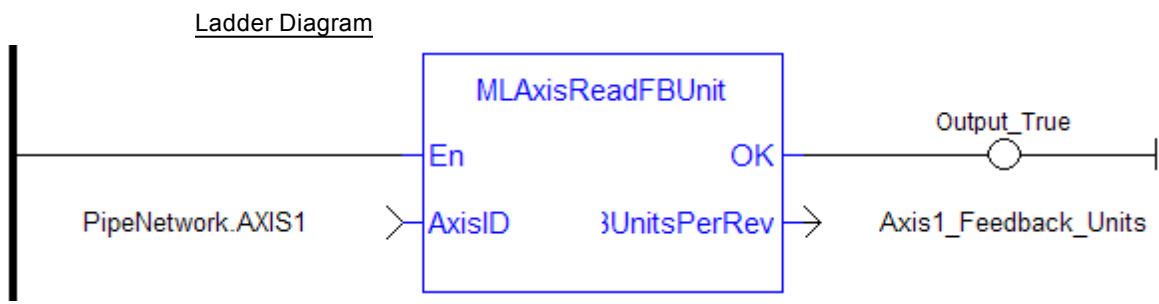 Ladder Diagram
MLAxisReadFBUnit
Output_True
En
OK
PipeNetwork.AXIS1
AxisID
UnitsPerRev
Axis1_Feedback_Units